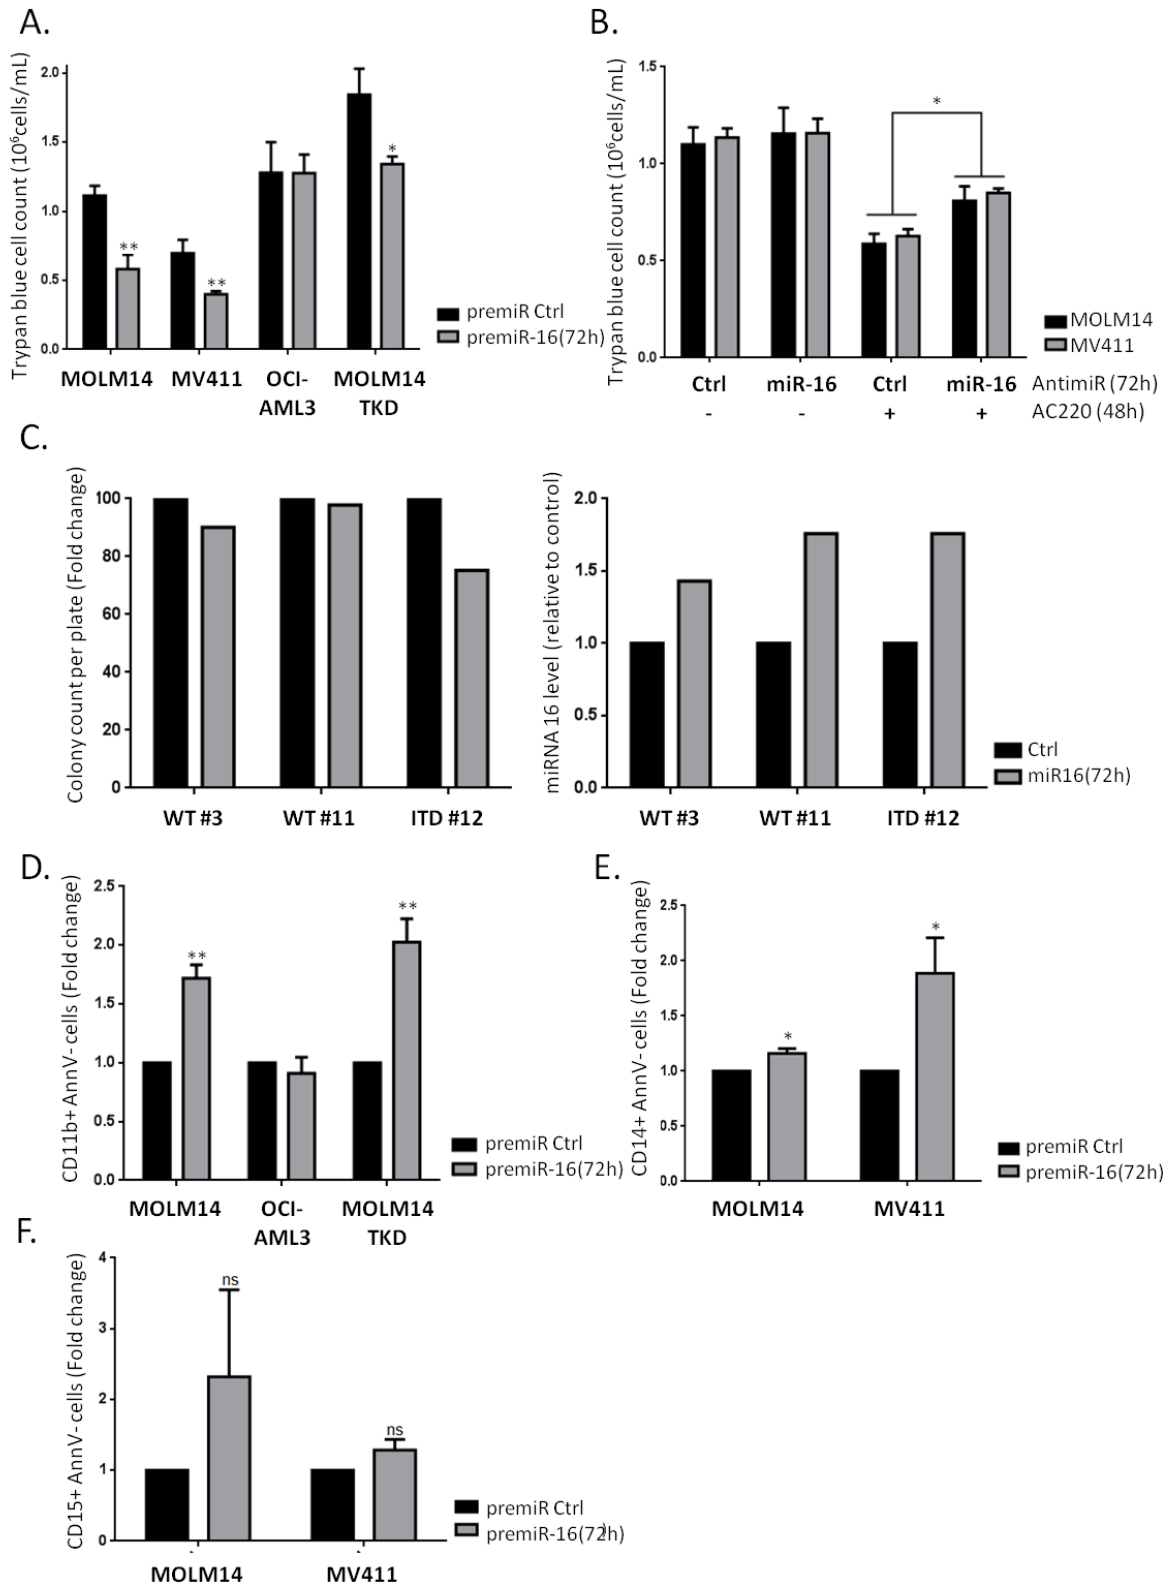 A.
Trypan blue cell count (10⁶cells/mL)
2.0
1.5
1.0
0.5
0.0
**
**
*
MOLM14 MV411 OCI- MOLM14
AML3 TKD
premiR Ctrl
premiR-16(72h)
B.
Trypan blue cell count (10⁶cells/mL)
1.5
1.0
0.5
0.0
*
MOLM14
MV411
Ctrl miR-16 Ctrl miR-16 AntimiR (72h)
- - + + AC220 (48h)
C.
Colony count per plate (Fold change)
100
80
60
40
20
0
WT #3 WT #11 ITD #12
miRNA 16 level (relative to control)
2.0
1.5
1.0
0.5
0.0
WT #3 WT #11 ITD #12
Ctrl
miR16(72h)
D.
CD11b+ AnnV- cells (Fold change)
2.5
2.0
1.5
1.0
0.5
0.0
**
**
MOLM14 OCI- MOLM14
AML3 TKD
premiR Ctrl
premiR-16(72h)
E.
CD14+ AnnV- cells (Fold change)
2.5
2.0
1.5
1.0
0.5
0.0
*
*
MOLM14 MV411
premiR Ctrl
premiR-16(72h)
F.
CD15+ AnnV- cells (Fold change)
4
3
2
1
0
ns
ns
MOLM14 MV411
premiR Ctrl
premiR-16(72h)